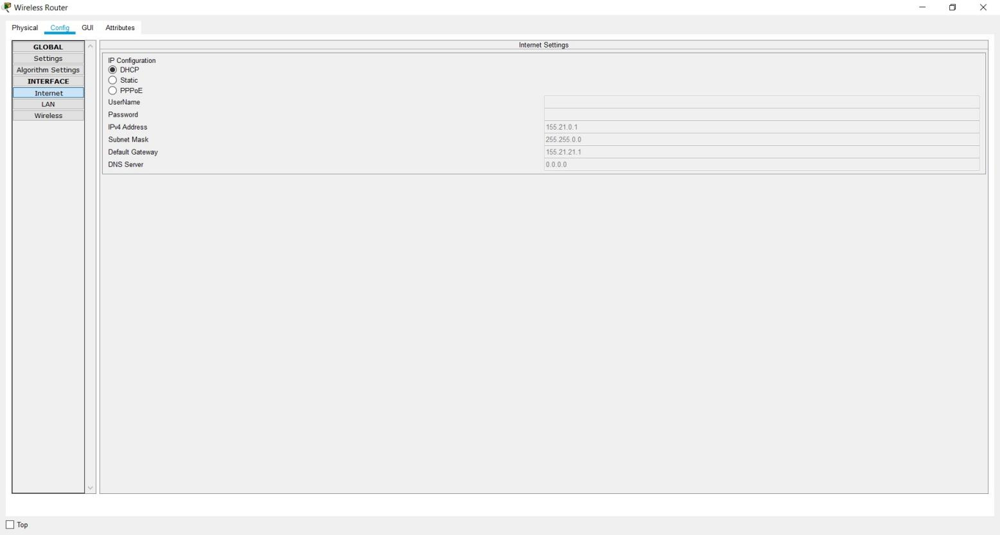 Wireless Router
Physical Config GUI Attributes
GLOBAL
Settings
Algorithm Settings
INTERFACE
Internet
LAN
Wireless
Internet Settings
IP Configuration
DHCP
Static
PPPoE
UserName
Password
IPv4 Address 155.21.0.1
Subnet Mask 255.255.0.0
Default Gateway 155.21.21.1
DNS Server 0.0.0.0
Top